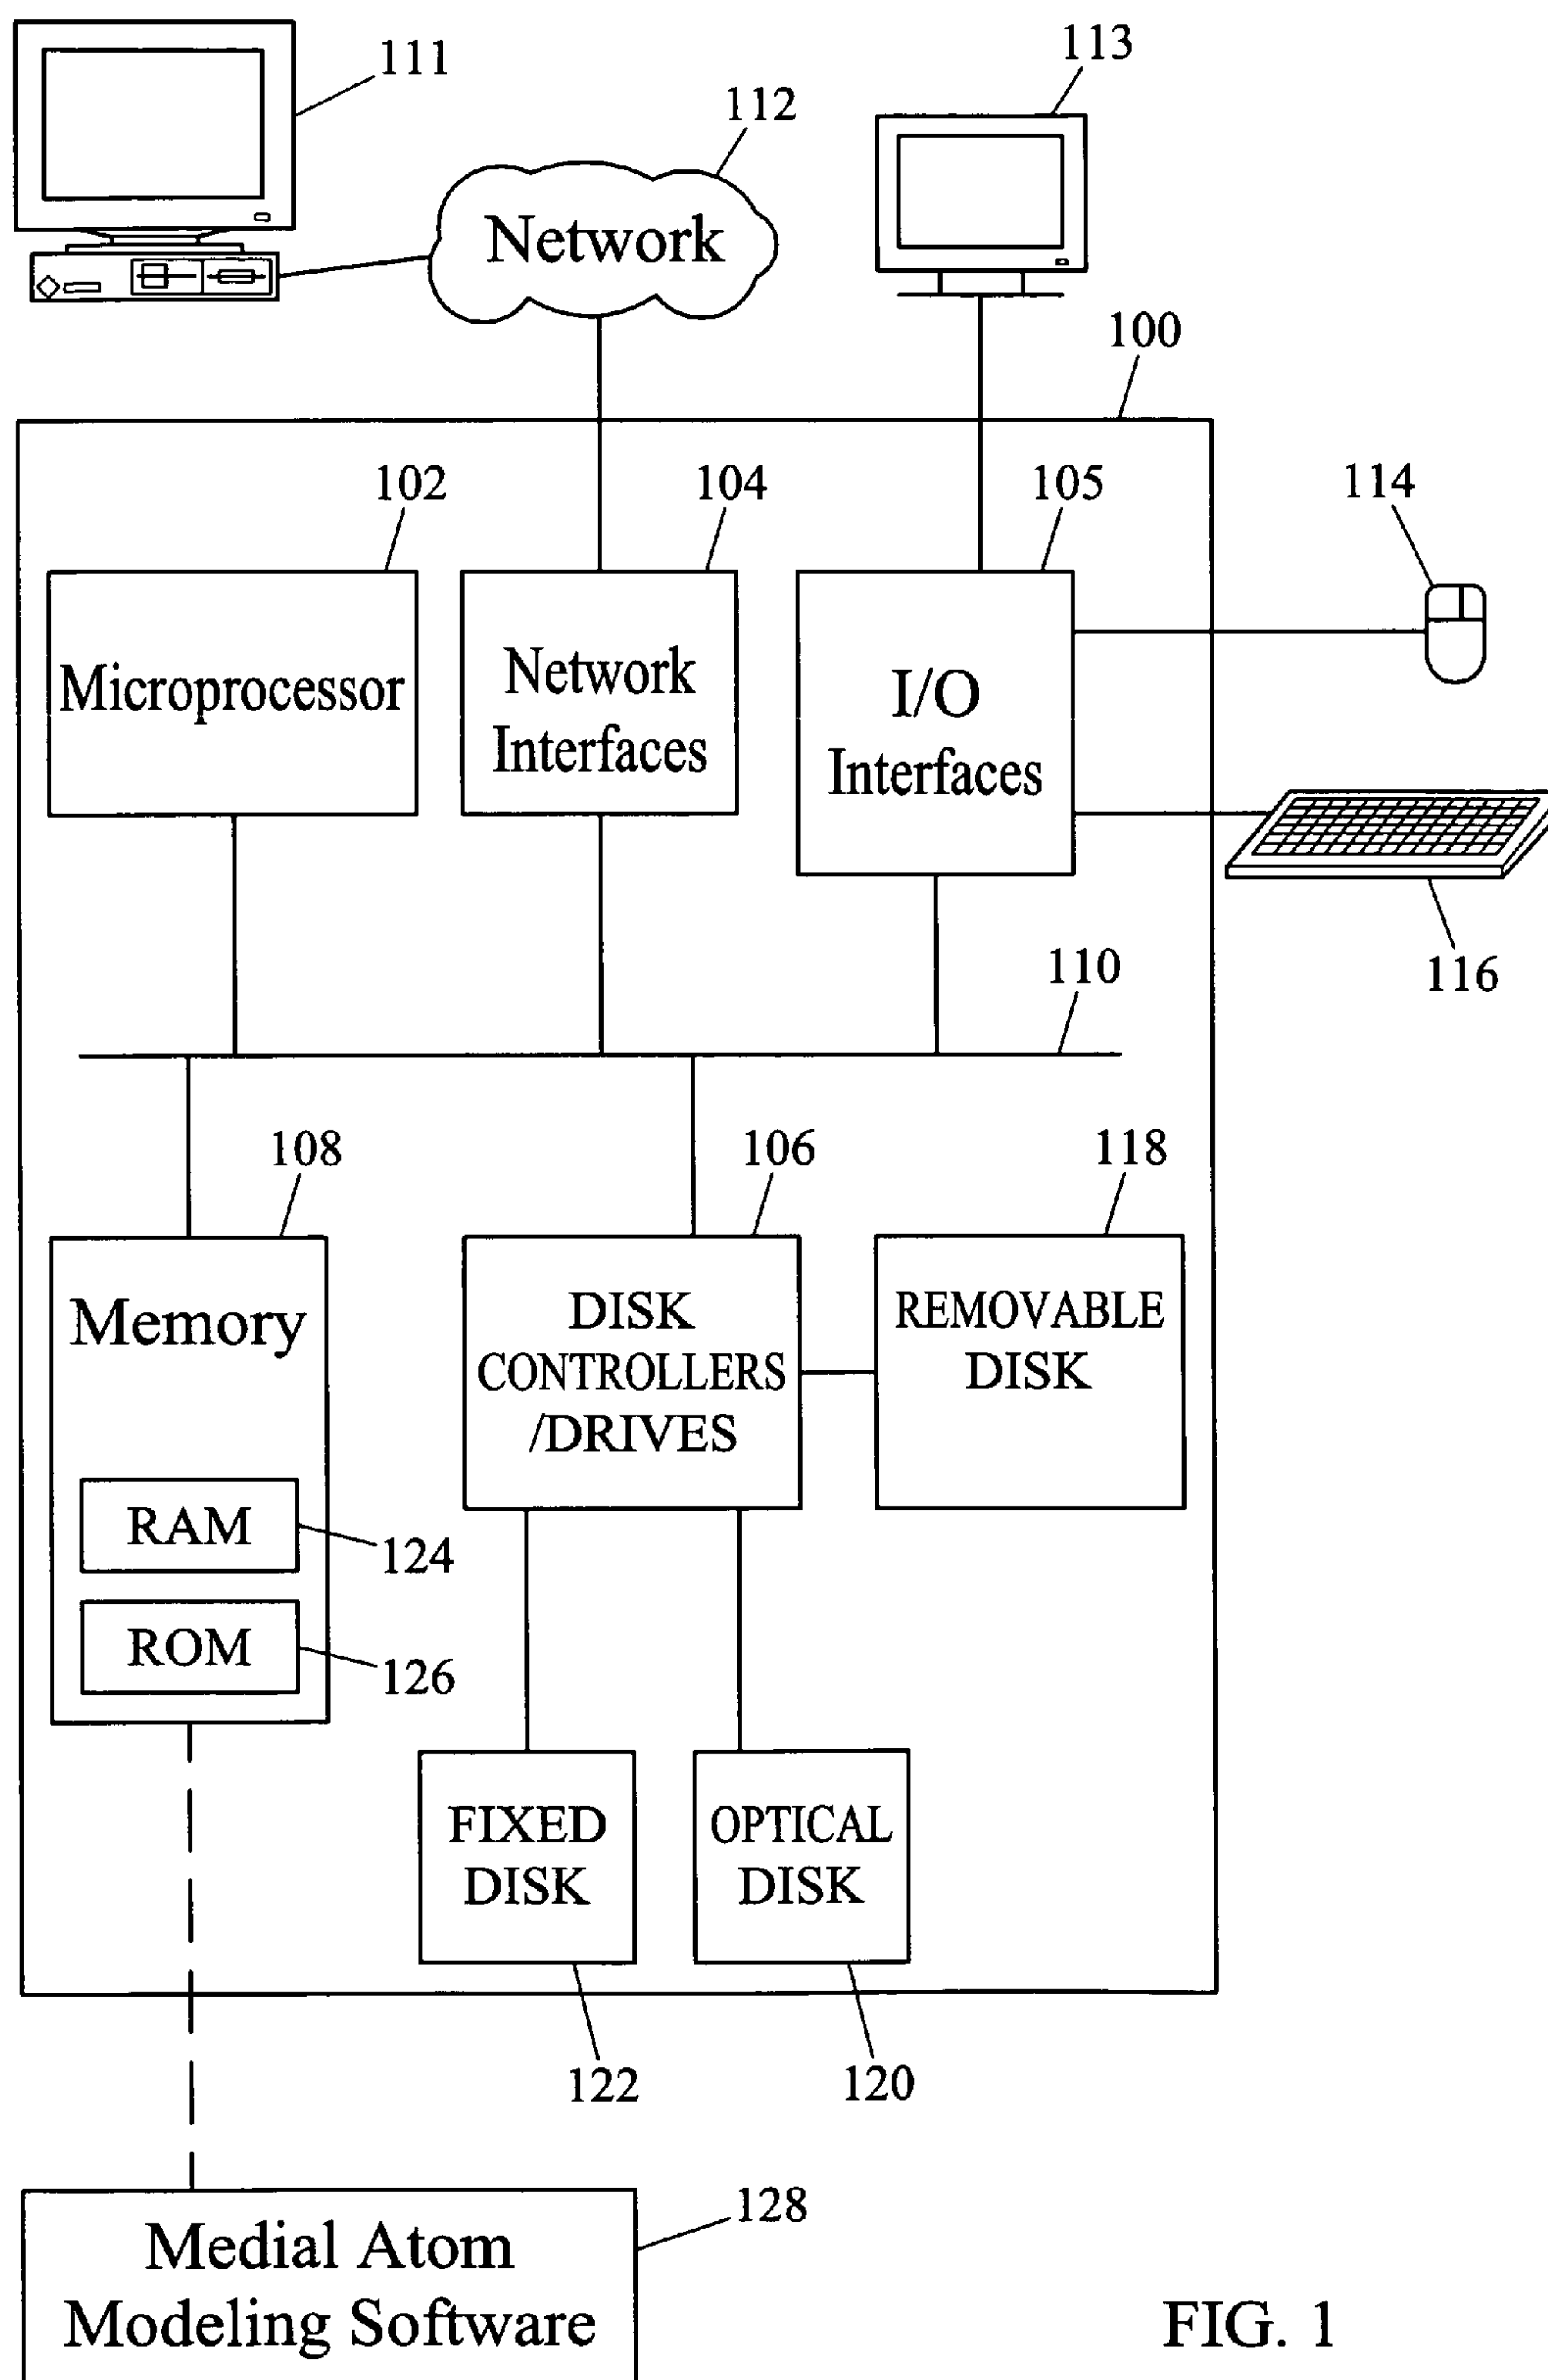 111
112
113
Network
100
102
104
105
114
Microprocessor
Network
Interfaces
I/O
Interfaces
116
110
108
106
118
Memory
DISK
CONTROLLERS
/DRIVES
REMOVABLE
DISK
RAM
124
ROM
126
FIXED
DISK
OPTICAL
DISK
122
120
128
Medial Atom
Modeling Software
FIG. 1